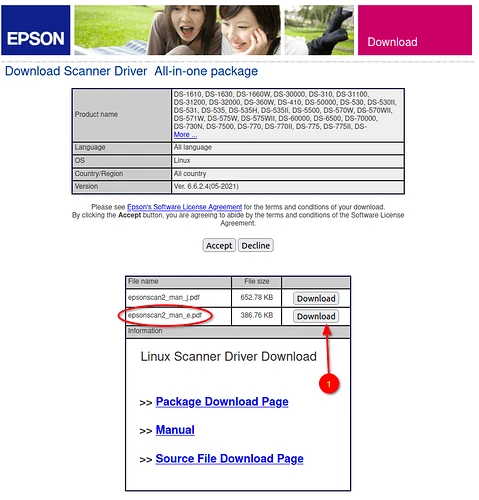 EPSON
Download
Download Scanner Driver All-in-one package
Product name
DS-1610, DS-1630, DS-1660W, DS-30000, DS-310, DS-31100,
DS-31200, DS-32000, DS-360W, DS-410, DS-50000, DS-530, DS-530II,
DS-531, DS-535, DS-535H, DS-535II, DS-5500, DS-570W, DS-570WII,
DS-571W, DS-575W, DS-575WII, DS-60000, DS-6500, DS-70000,
DS-730N, DS-7500, DS-770, DS-770II, DS-775, DS-775II, DS-
More ...
Language All language
OS Linux
Country/Region All country
Version Ver. 6.6.2.4(05-2021)
Please see Epson's Software License Agreement for the terms and conditions of your download.
By clicking the Accept button, you are agreeing to abide by the terms and conditions of the Software License
Agreement.
Accept Decline
File name File size
epsonscan2_man_j.pdf 652.78 KB Download
epsonscan2_man_e.pdf 386.76 KB Download
Information
Linux Scanner Driver Download
1
>> Package Download Page
>> Manual
>> Source File Download Page